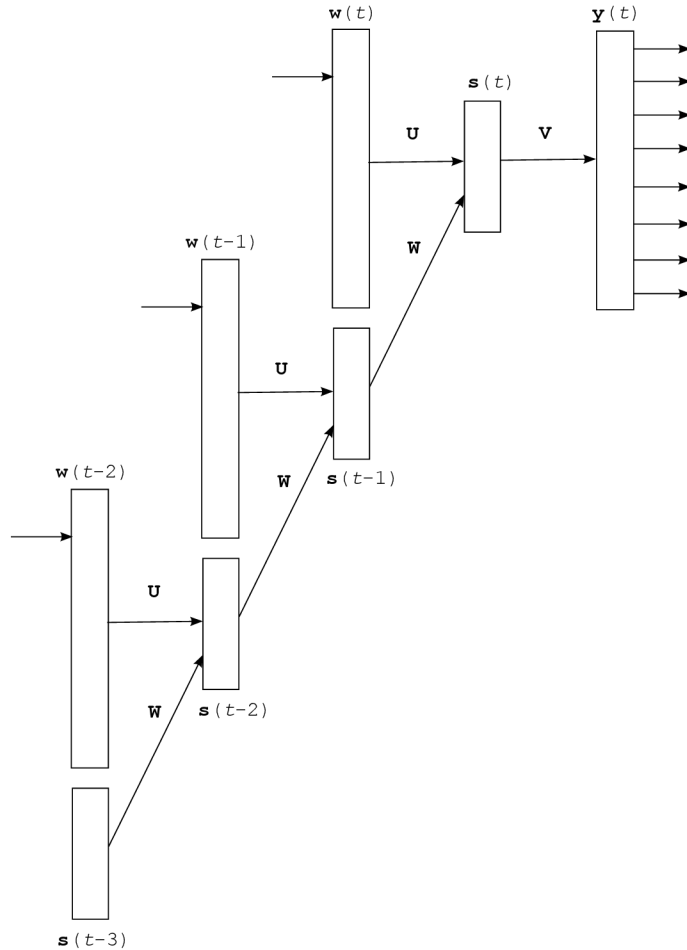 w(t)
y(t)
s(t)
U
V
W
w(t−1)
U
s(t−1)
W
w(t−2)
U
s(t−2)
W
s(t−3)